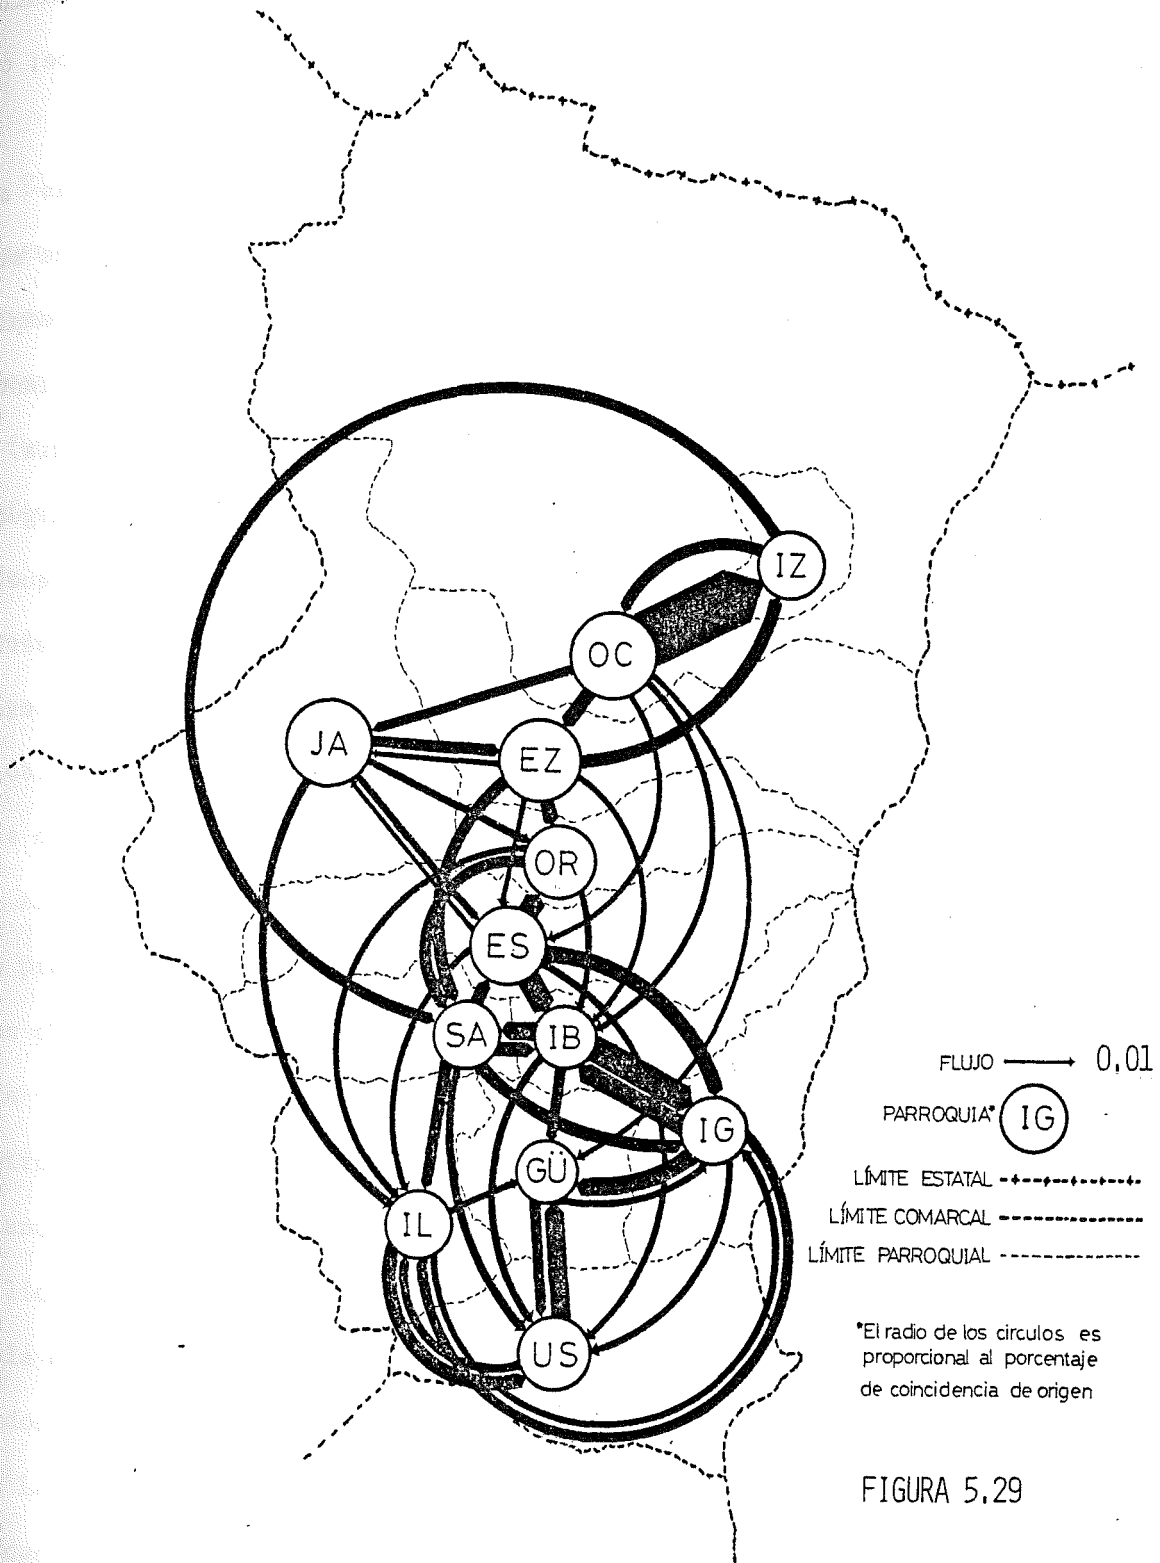 IZ
OC
JA
EZ
OR
ES
SA
IB
IG
GÜ
IL
US
FLUJO 0,01
PARROQUIA* IG
LÍMITE ESTATAL
LÍMITE COMARCAL
LÍMITE PARROQUIAL
*El radio de los circulos es
proporcional al porcentaje
de coincidencia de origen
FIGURA 5.29